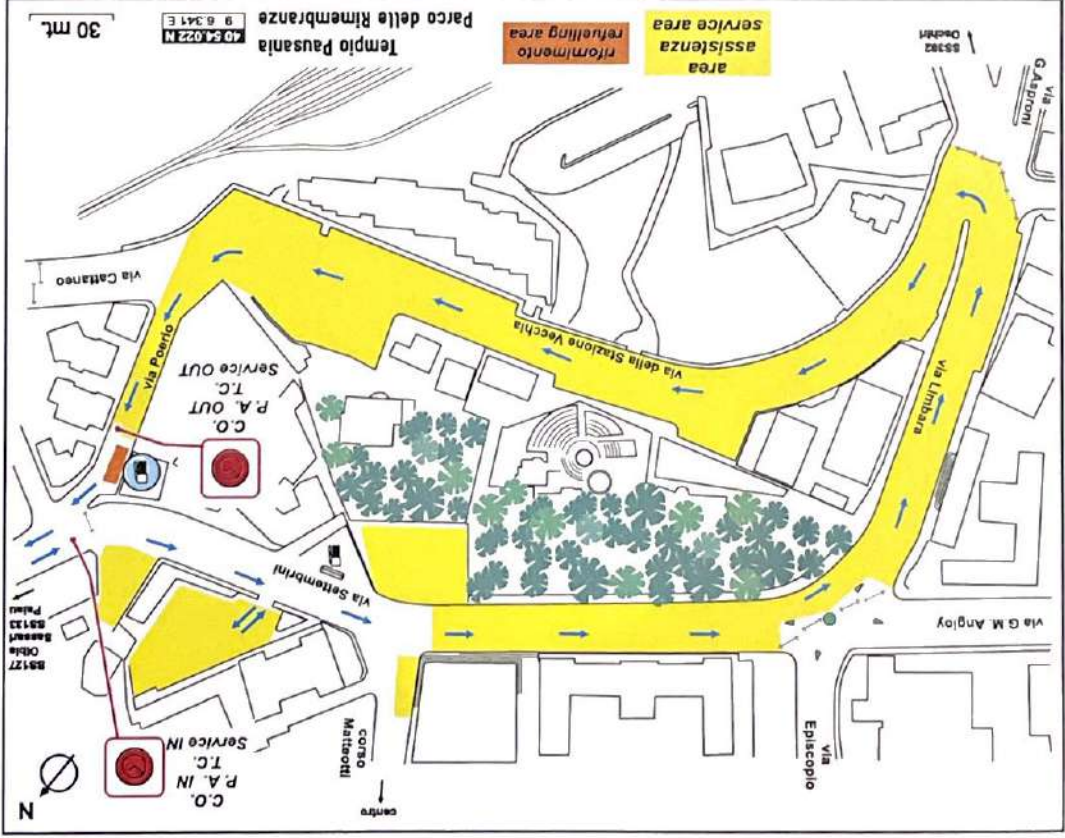 SS392
Oschiri
via
G.Asproni
area
assistenza
service area
rifornimento
refuelling area
Tempio Pausania
Parco delle Rimembranze
40 54.022 N
9 6.341 E
30 mt.
via Cattaneo
via della Stazione Vecchia
via Limbara
via Poerio
C.O.
P.A. OUT
T.C.
Service OUT
via Settembrini
via G.M. Angioy
via
Episcopio
corso
Matteotti
centro
SS127
Olbia
Sassari
SS133
Palau
C.O.
P.A. IN
T.C.
Service IN
N